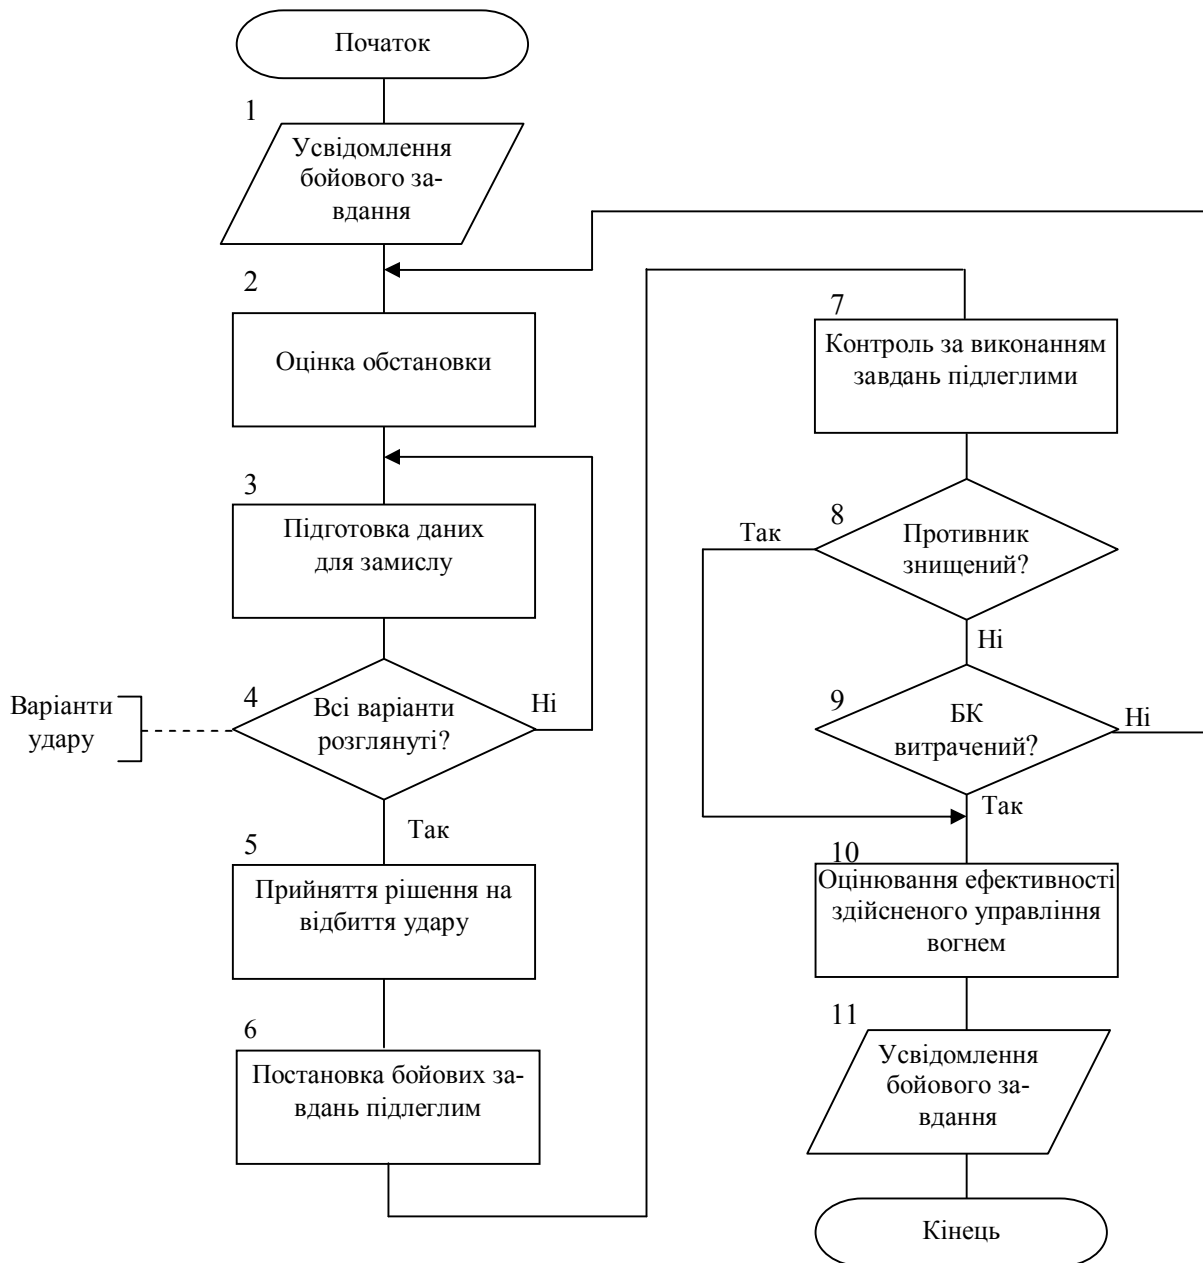 Початок
1
Усвідомлення
бойового за-
вдання
2
Оцінка обстановки
3
Підготовка даних
для замислу
Варіанти
удару
4
Всі варіанти
розглянуті?
Ні
Так
5
Прийняття рішення на
відбиття удару
6
Постановка бойових за-
вдань підлеглим
7
Контроль за виконанням
завдань підлеглими
8
Так
Противник
знищений?
Ні
9
БК
витрачений?
Ні
Так
10
Оцінювання ефективності
здійсненого управління
вогнем
11
Усвідомлення
бойового за-
вдання
Кінець